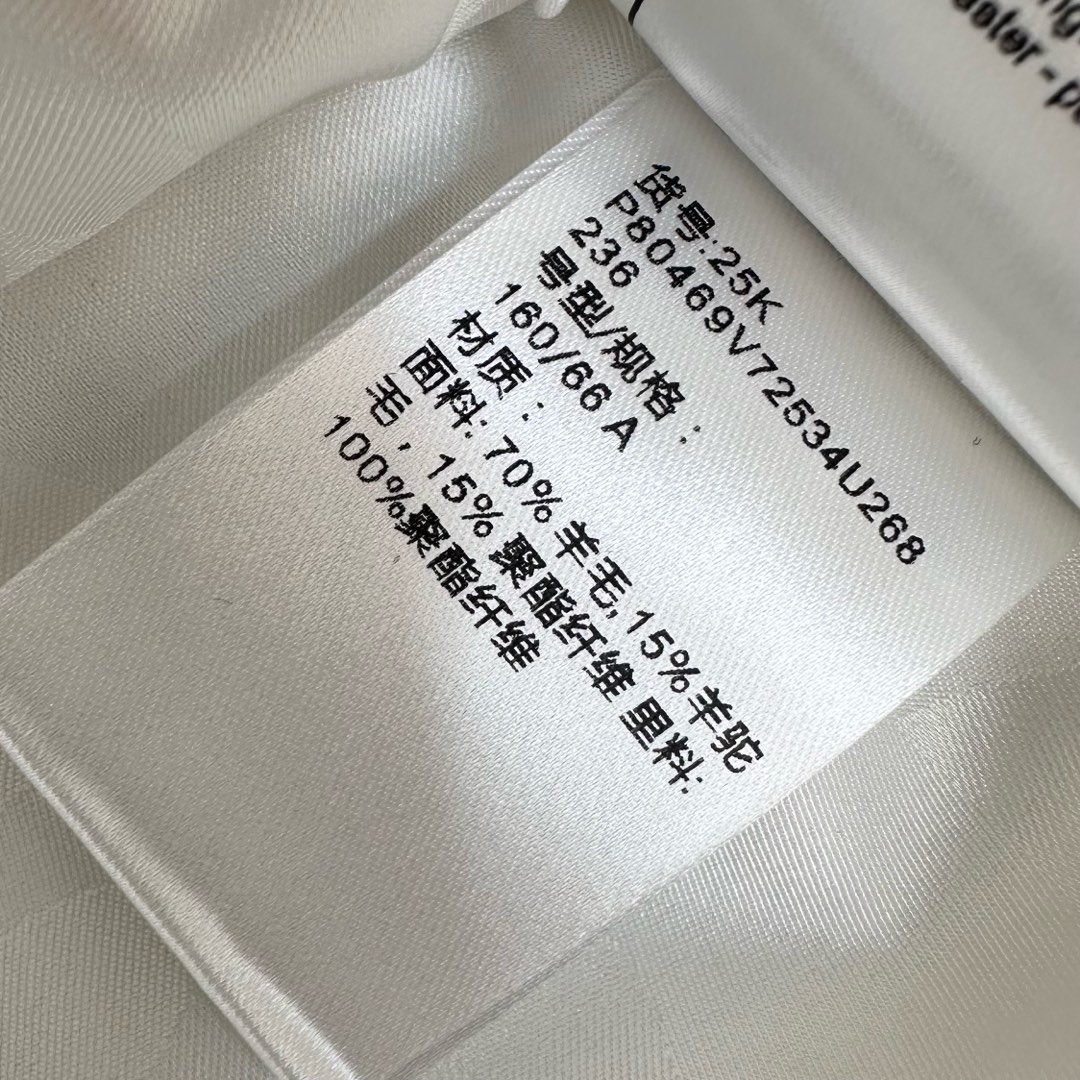 货号:25K
P80469V72534U268
236
号型/规格:
160/66A
材质:
面料: 70%羊毛,15%羊驼
毛, 15% 聚酯纤维 里料:
100%聚酯纤维